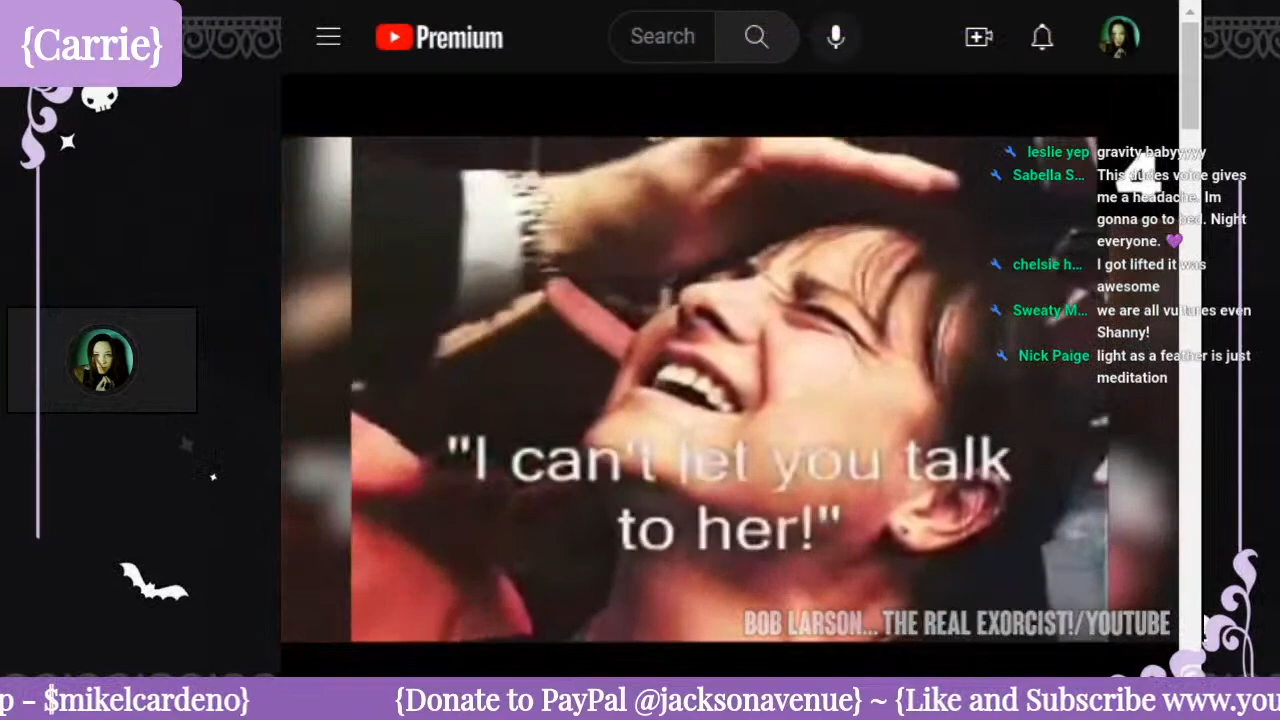 {Carrie}
Premium
Search
leslie yep gravity babyyyyy
Sabella S... This dudes voice gives
me a headache. Im
gonna go to bed. Night
everyone. 💜
chelsie h... I got lifted it was
awesome
Sweaty M... we are all vultures even
Shanny!
Nick Paige light as a feather is just
meditation
4
"I can't let you talk
to her!"
BOB LARSON... THE REAL EXORCIST!/YOUTUBE
p - $mikelcardeno} {Donate to PayPal @jacksonavenue} ~ {Like and Subscribe www.you